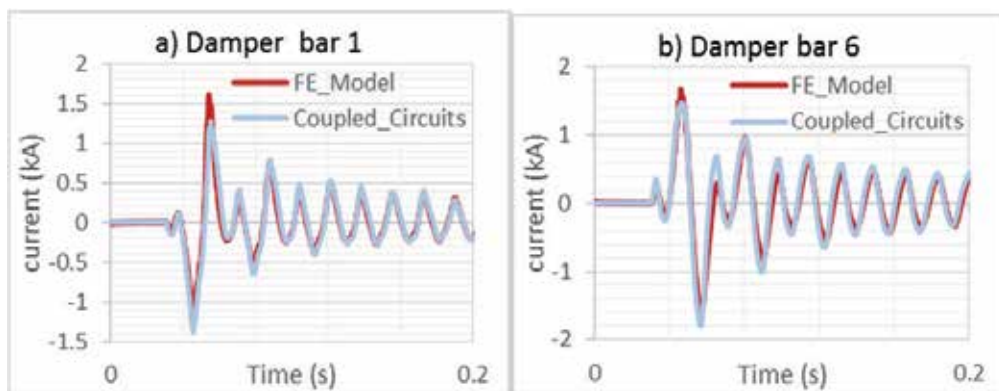 a) Damper bar 1
FE_Model
Coupled_Circuits
current (kA)
2
1.5
1
0.5
0
-0.5
-1
-1.5
0
Time (s)
0.2
b) Damper bar 6
FE_Model
Coupled_Circuits
current (kA)
2
1
0
-1
-2
0
Time (s)
0.2